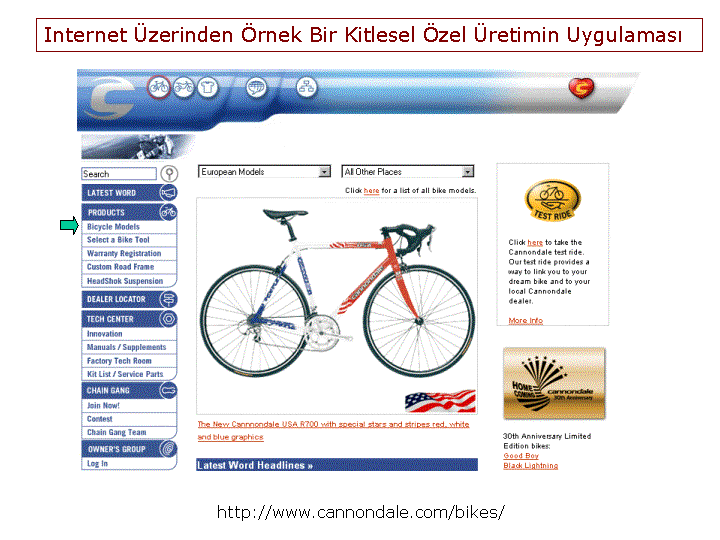 Internet Üzerinden Örnek Bir Kitlesel Özel Üretimin Uygulaması
Search
LATEST WORD
PRODUCTS
Bicycle Models
Select a Bike Tool
Warranty Registration
Custom Road Frame
HeadShok Suspension
DEALER LOCATOR
TECH CENTER
Innovation
Manuals / Supplements
Factory Tech Room
Kit List / Service Parts
CHAIN GANG
Join Now!
Contest
Chain Gang Team
OWNER'S GROUP
Log In
European Models
All Other Places
Click here for a list of all bike models.
The New Cannnondale USA R700 with special stars and stripes red, white
and blue graphics
Latest Word Headlines »
TEST RIDE
Click here to take the
Cannondale test ride.
Our test ride provides a
way to link you to your
dream bike and to your
local Cannondale
dealer.
More Info
HOME
COMING
cannondale
30th Anniversary
30th Anniversary Limited
Edition bikes:
Good Boy
Black Lightning
http://www.cannondale.com/bikes/